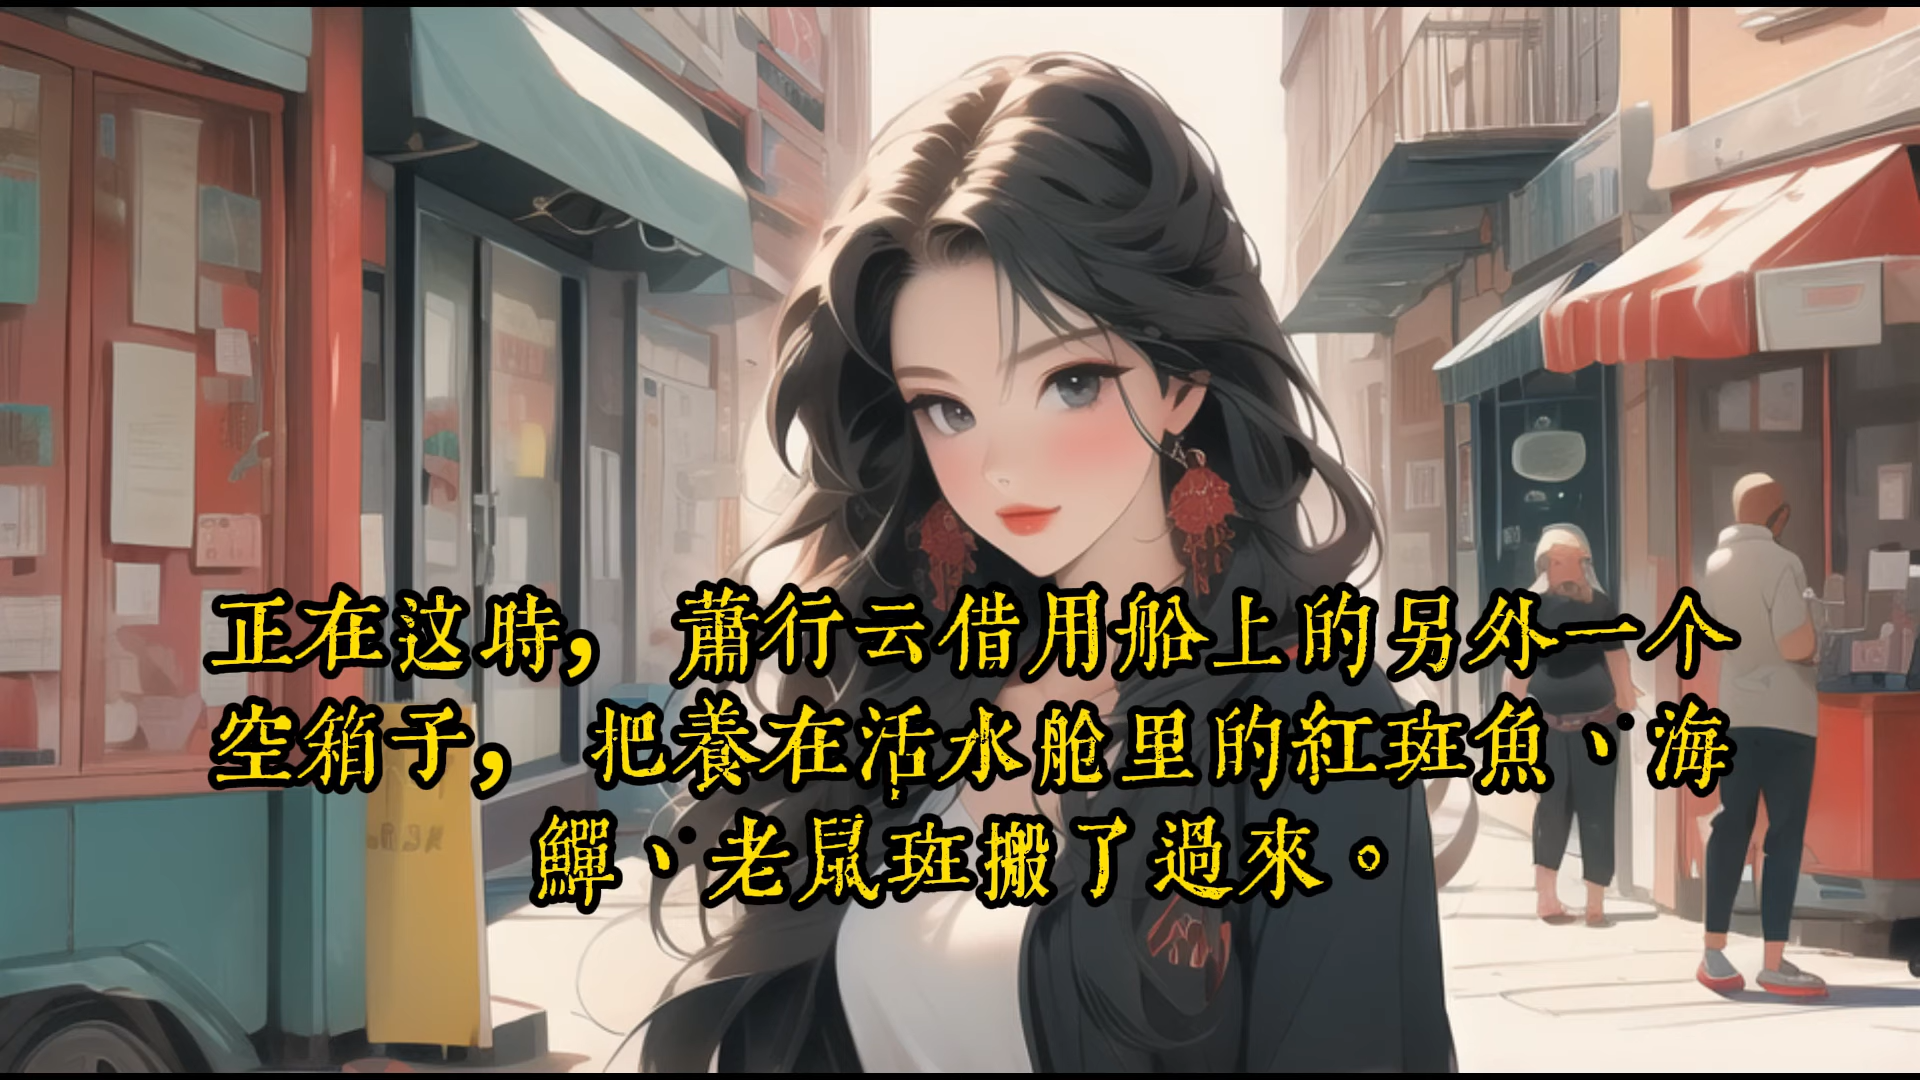 正在这時，蕭行云借用船上的另外一个
空箱子，把養在活水舱里的紅斑魚、海
鱓、老鼠斑搬了過來。